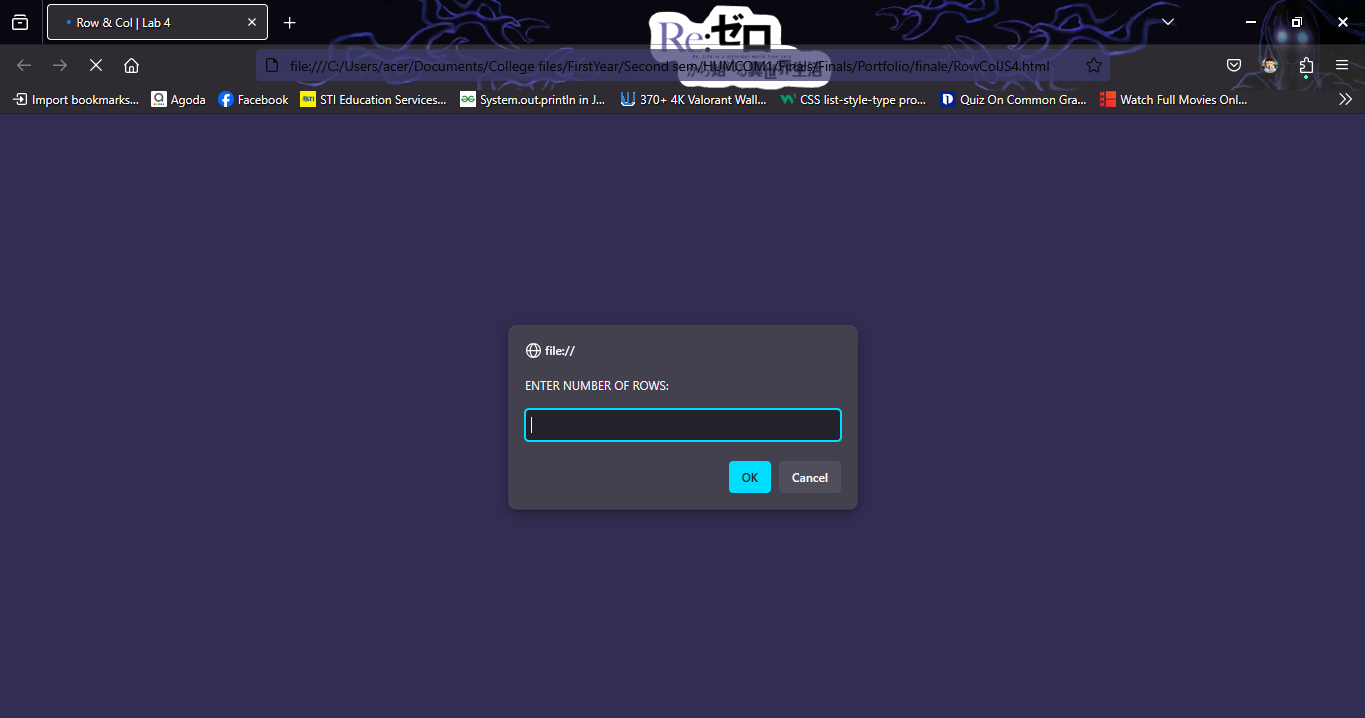 Row & Col | Lab 4
Re:ゼロ
file:///C:/Users/acer/Documents/College files/FirstYear/Second sem/HUMCOM1/Finals/Finals/Portfolio/finale/RowColJS4.html
Import bookmarks...
Agoda
Facebook
STI Education Services...
System.out.println in J...
370+ 4K Valorant Wall...
CSS list-style-type pro...
Quiz On Common Gra...
Watch Full Movies Onl...
file://
ENTER NUMBER OF ROWS:
OK
Cancel